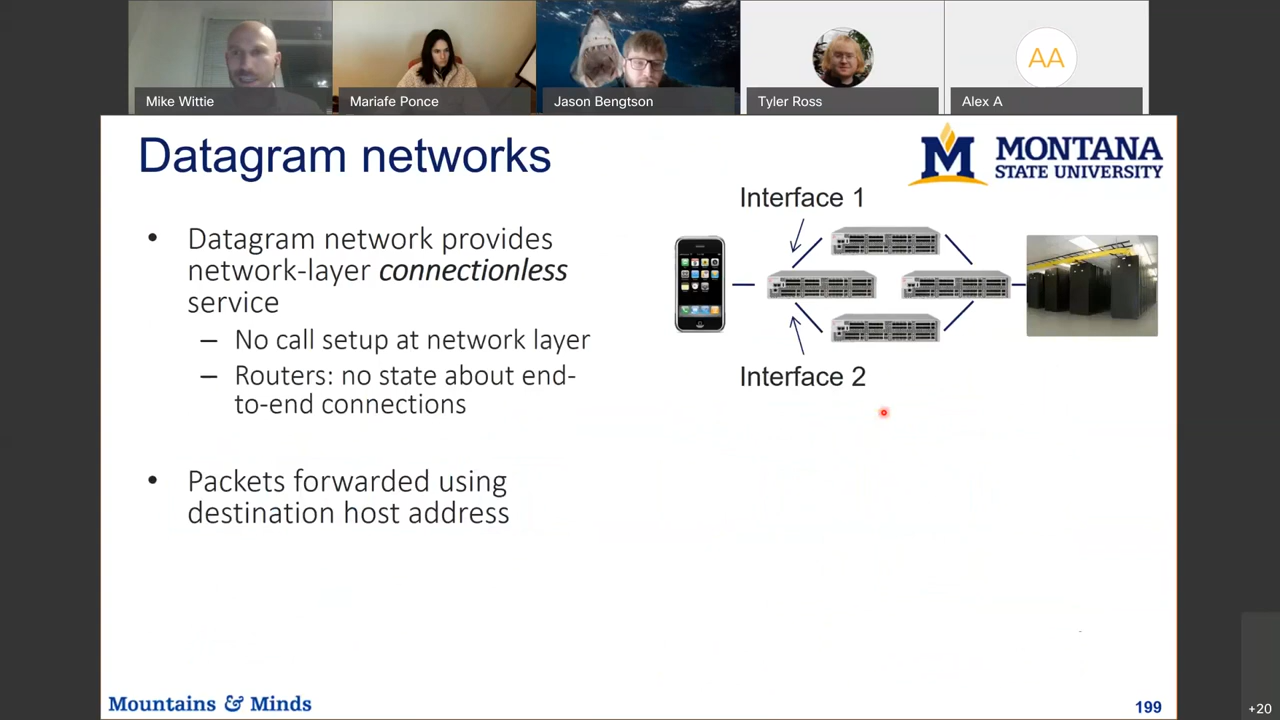 Mike Wittie
Mariafe Ponce
Jason Bengtson
Tyler Ross
AA
Alex A
Datagram networks
MONTANA
STATE UNIVERSITY
• Datagram network provides
network-layer connectionless
service
– No call setup at network layer
– Routers: no state about end-
to-end connections
• Packets forwarded using
destination host address
Interface 1
Interface 2
Mountains & Minds
199
+20